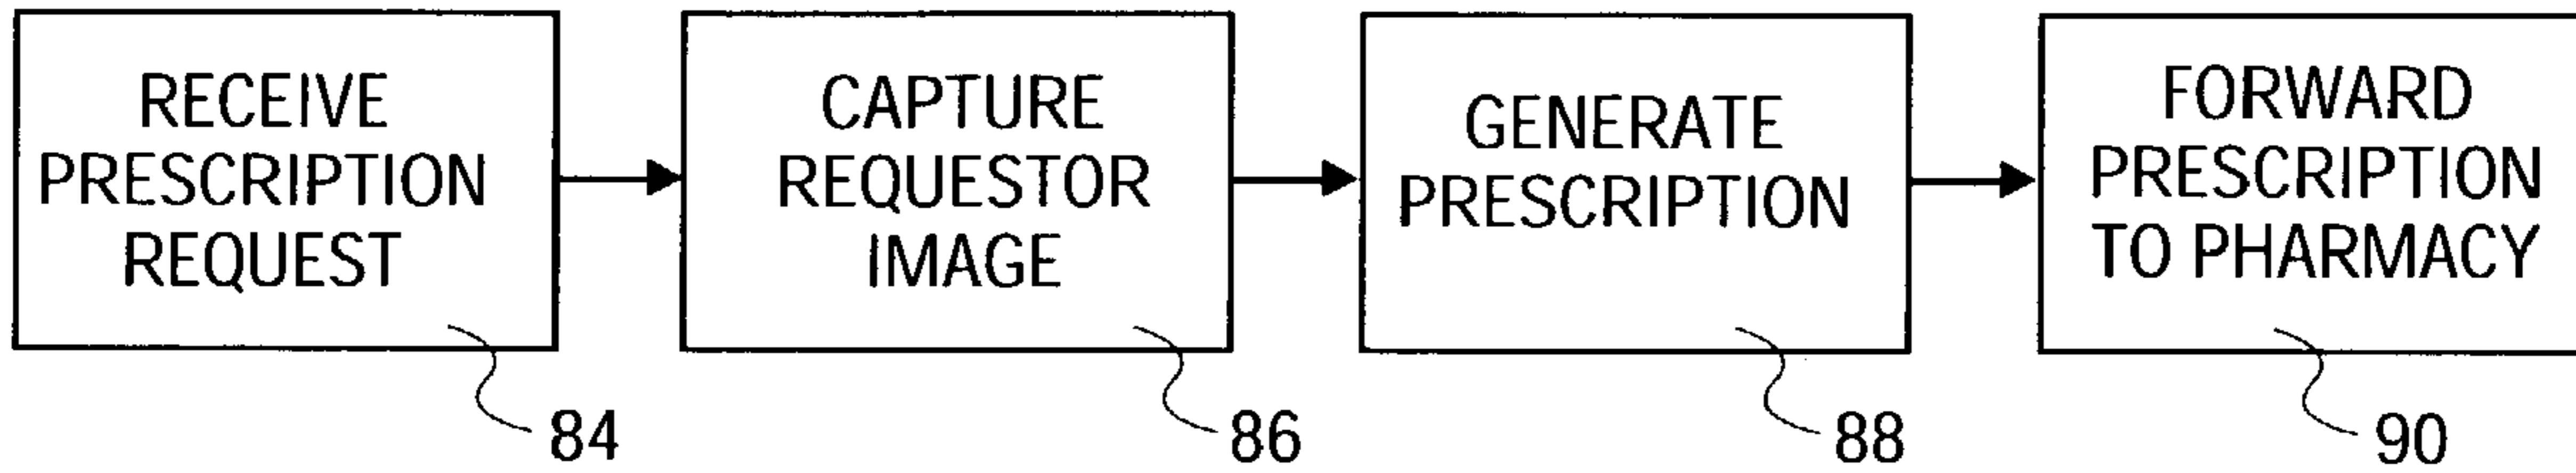 RECEIVE
PRESCRIPTION
REQUEST
84
CAPTURE
REQUESTOR
IMAGE
86
GENERATE
PRESCRIPTION
88
FORWARD
PRESCRIPTION
TO PHARMACY
90